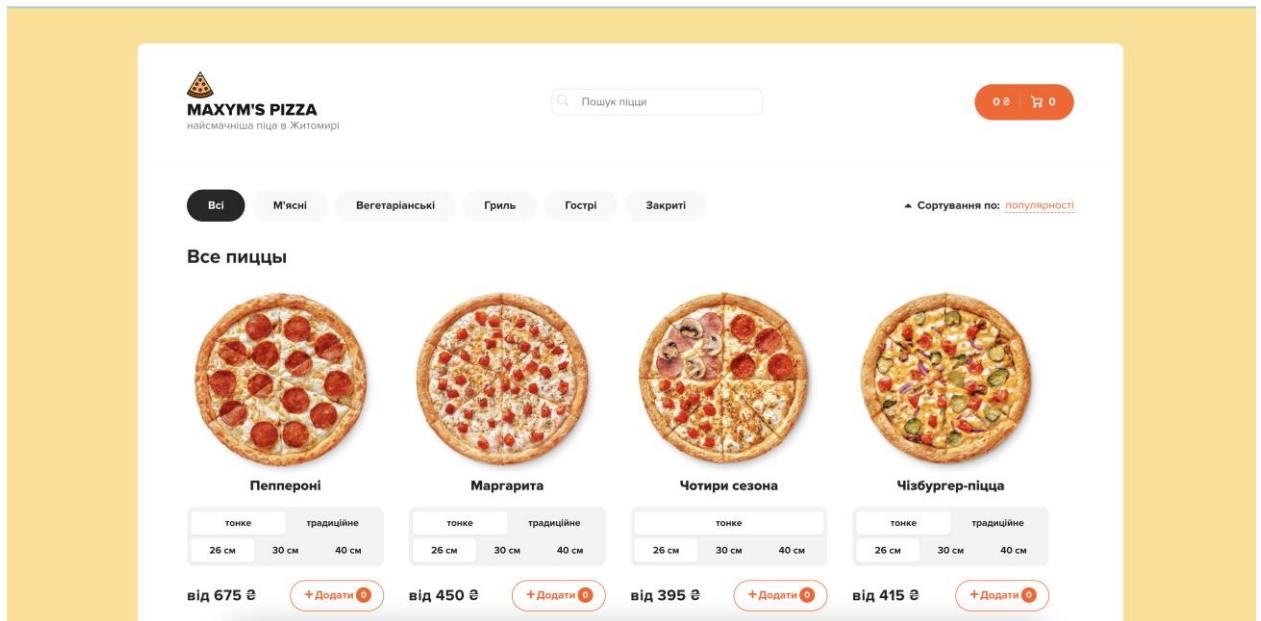 MAXYM'S PIZZA
найсмачніша піца в Житомирі
Пошук піцци
0 ₴ 0
Всі М'ясні Вегетаріанські Гриль Гострі Закриті
Сортування по: популярності
Все пиццы
Пеппероні Маргарита Чотири сезона Чізбургер-піцца
тонке традиційне тонке традиційне тонке тонке традиційне
26 см 30 см 40 см 26 см 30 см 40 см 26 см 30 см 40 см 26 см 30 см 40 см
від 675 ₴ +Додати 0 від 450 ₴ +Додати 0 від 395 ₴ +Додати 0 від 415 ₴ +Додати 0